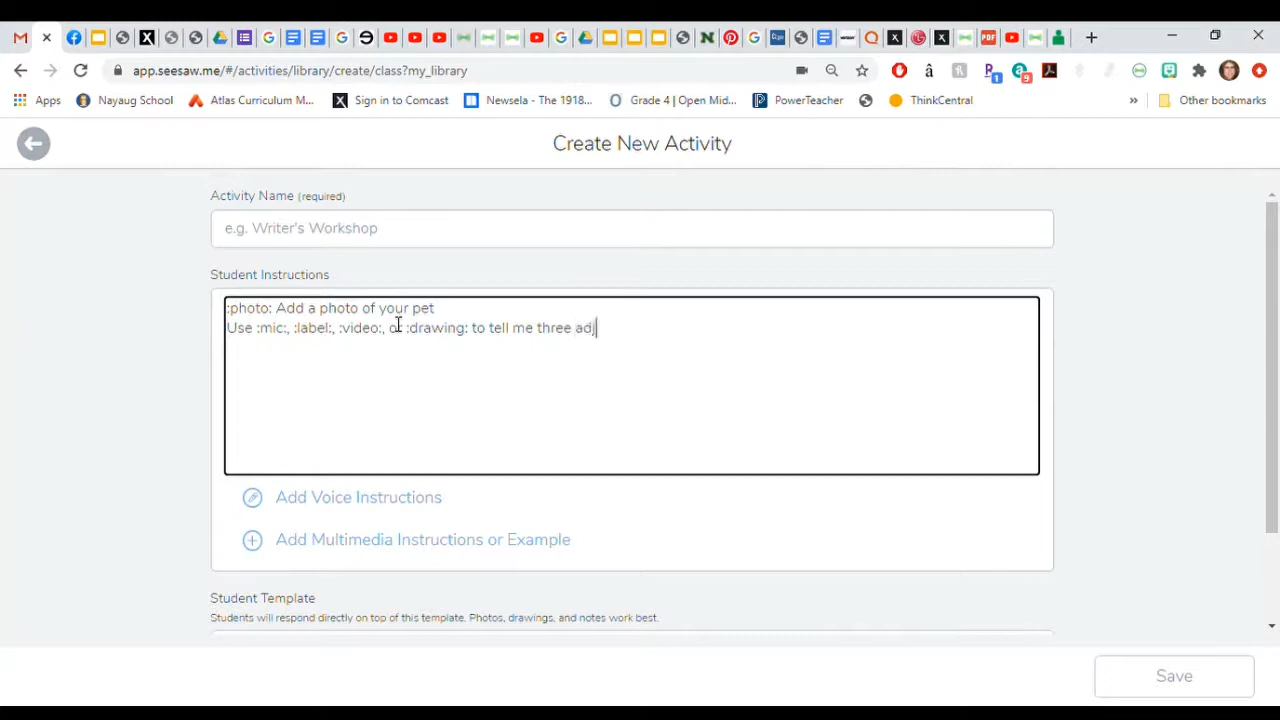 app.seesaw.me/#/activities/library/create/class?my_library
Apps
Nayaug School
Atlas Curriculum M...
Sign in to Comcast
Newsela - The 1918...
Grade 4 | Open Mid...
PowerTeacher
ThinkCentral
»
Other bookmarks
Create New Activity
Activity Name (required)
e.g. Writer's Workshop
Student Instructions
:photo: Add a photo of your pet
Use :mic:, :label:, :video:, or :drawing: to tell me three adj
Add Voice Instructions
Add Multimedia Instructions or Example
Student Template
Students will respond directly on top of this template. Photos, drawings, and notes work best.
Save